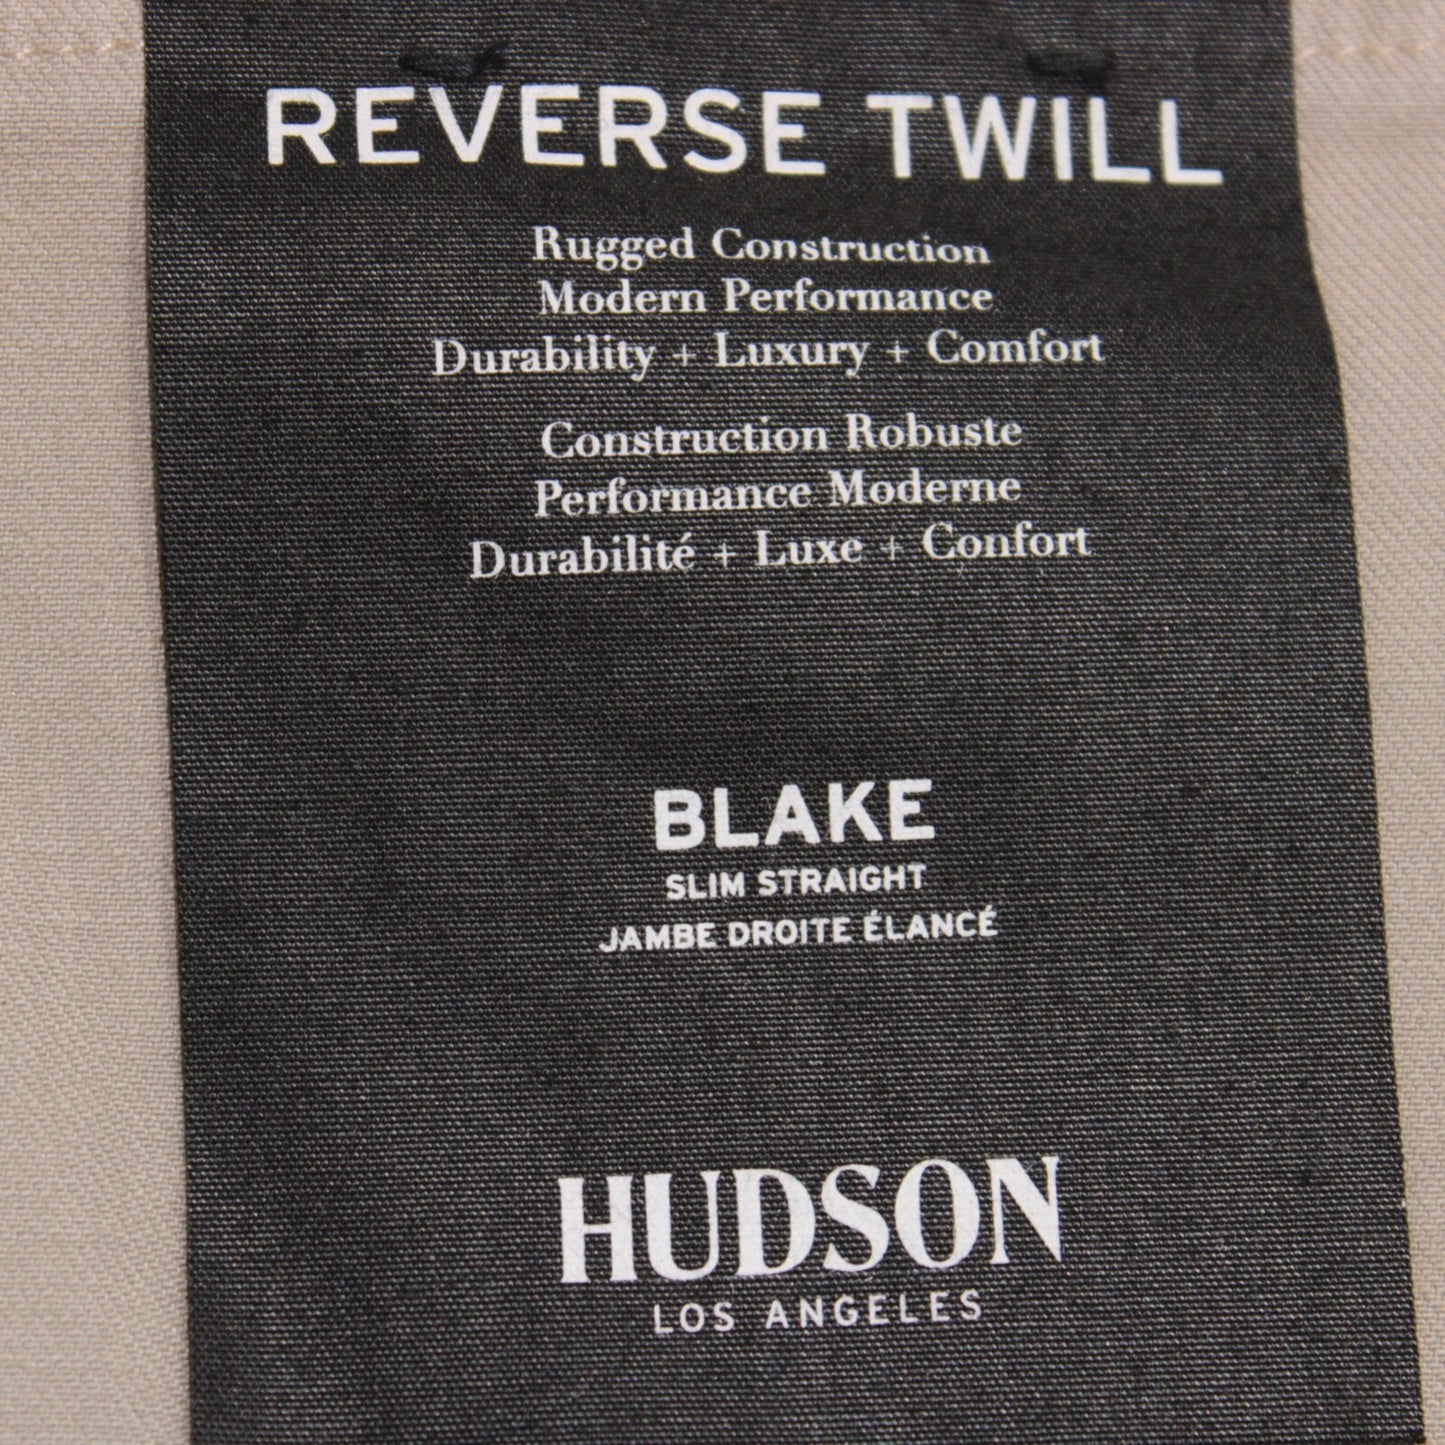 REVERSE TWILL
Rugged Construction
Modern Performance
Durability + Luxury + Comfort
Construction Robuste
Performance Moderne
Durabilité + Luxe + Confort
BLAKE
SLIM STRAIGHT
JAMBE DROITE ÉLANCÉ
HUDSON
LOS ANGELES